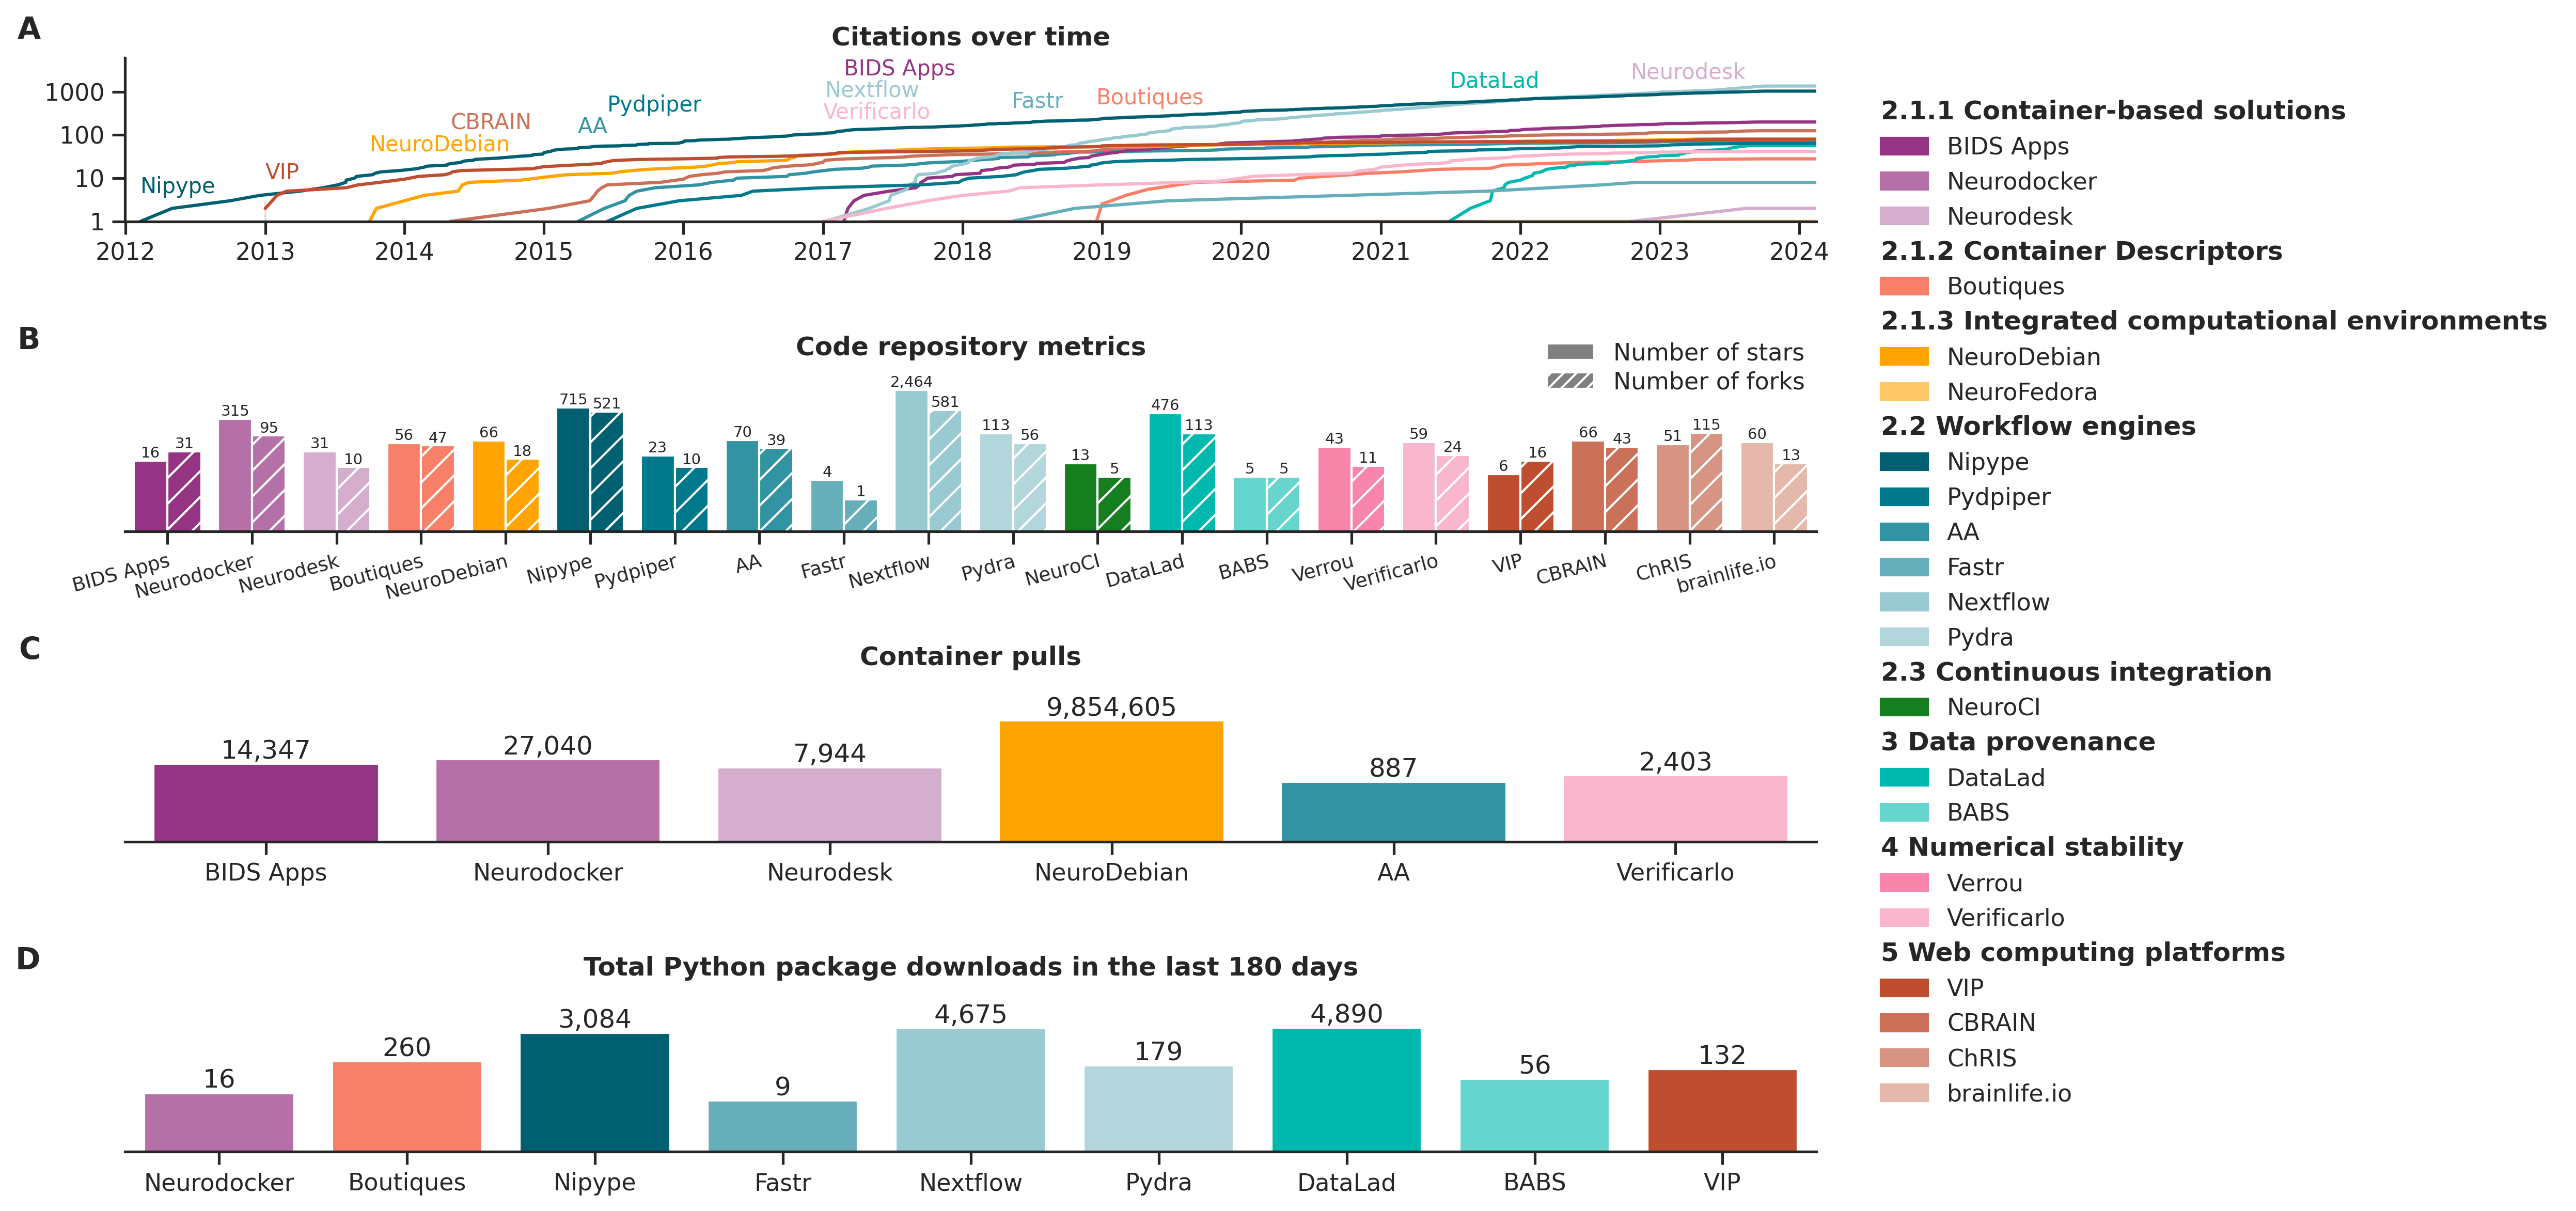 A
Citations over time
BIDS Apps
Nextflow
Verificarlo
Neurodesk
DataLad
Fastr
Boutiques
Pydpiper
AA
CBRAIN
NeuroDebian
VIP
Nipype
1000
100
10
1
2012 2013 2014 2015 2016 2017 2018 2019 2020 2021 2022 2023 2024
B
Code repository metrics
Number of stars
Number of forks
16 31 315 95 31 10 56 47 66 18 715 521 23 10 70 39 4 1 2,464 581 113 56 13 5 476 113 5 5 43 11 59 24 6 16 66 43 51 115 60 13
BIDS Apps Neurodocker Neurodesk Boutiques NeuroDebian Nipype Pydpiper AA Fastr Nextflow Pydra NeuroCI DataLad BABS Verrou Verificarlo VIP CBRAIN ChRIS brainlife.io
C
Container pulls
14,347 27,040 7,944 9,854,605 887 2,403
BIDS Apps Neurodocker Neurodesk NeuroDebian AA Verificarlo
D
Total Python package downloads in the last 180 days
16 260 3,084 9 4,675 179 4,890 56 132
Neurodocker Boutiques Nipype Fastr Nextflow Pydra DataLad BABS VIP
2.1.1 Container-based solutions
BIDS Apps
Neurodocker
Neurodesk
2.1.2 Container Descriptors
Boutiques
2.1.3 Integrated computational environments
NeuroDebian
NeuroFedora
2.2 Workflow engines
Nipype
Pydpiper
AA
Fastr
Nextflow
Pydra
2.3 Continuous integration
NeuroCI
3 Data provenance
DataLad
BABS
4 Numerical stability
Verrou
Verificarlo
5 Web computing platforms
VIP
CBRAIN
ChRIS
brainlife.io